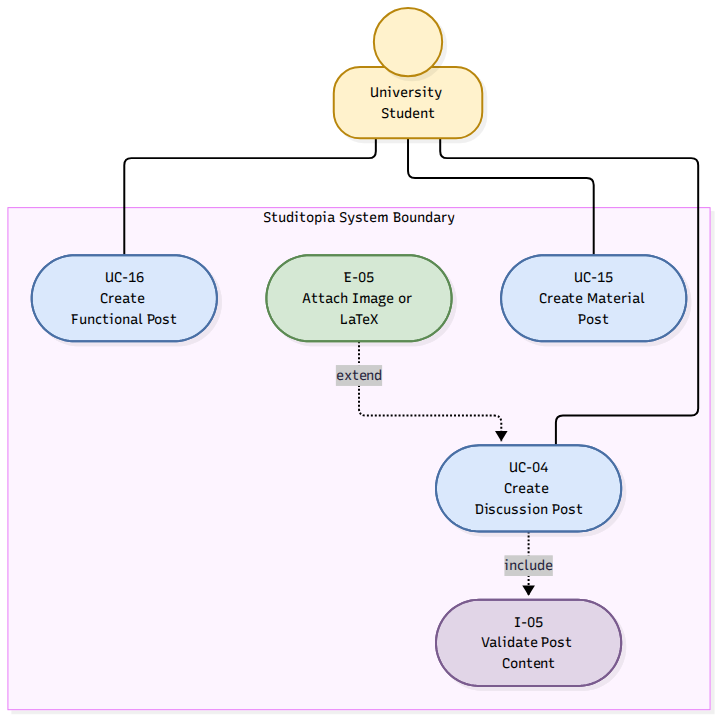 University
Student
Studitopia System Boundary
UC-16
Create
Functional Post
E-05
Attach Image or
LaTeX
UC-15
Create Material
Post
extend
UC-04
Create
Discussion Post
include
I-05
Validate Post
Content